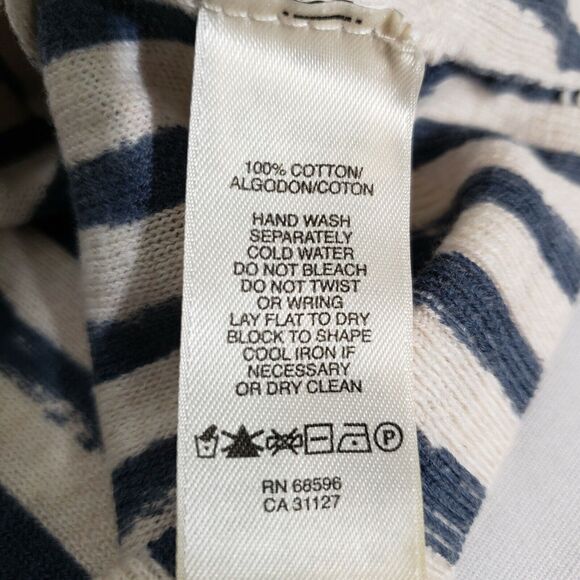 100% COTTON/
ALGODON/COTON
HAND WASH
SEPARATELY
COLD WATER
DO NOT BLEACH
DO NOT TWIST
OR WRING
LAY FLAT TO DRY
BLOCK TO SHAPE
COOL IRON IF
NECESSARY
OR DRY CLEAN
P
RN 68596
CA 31127